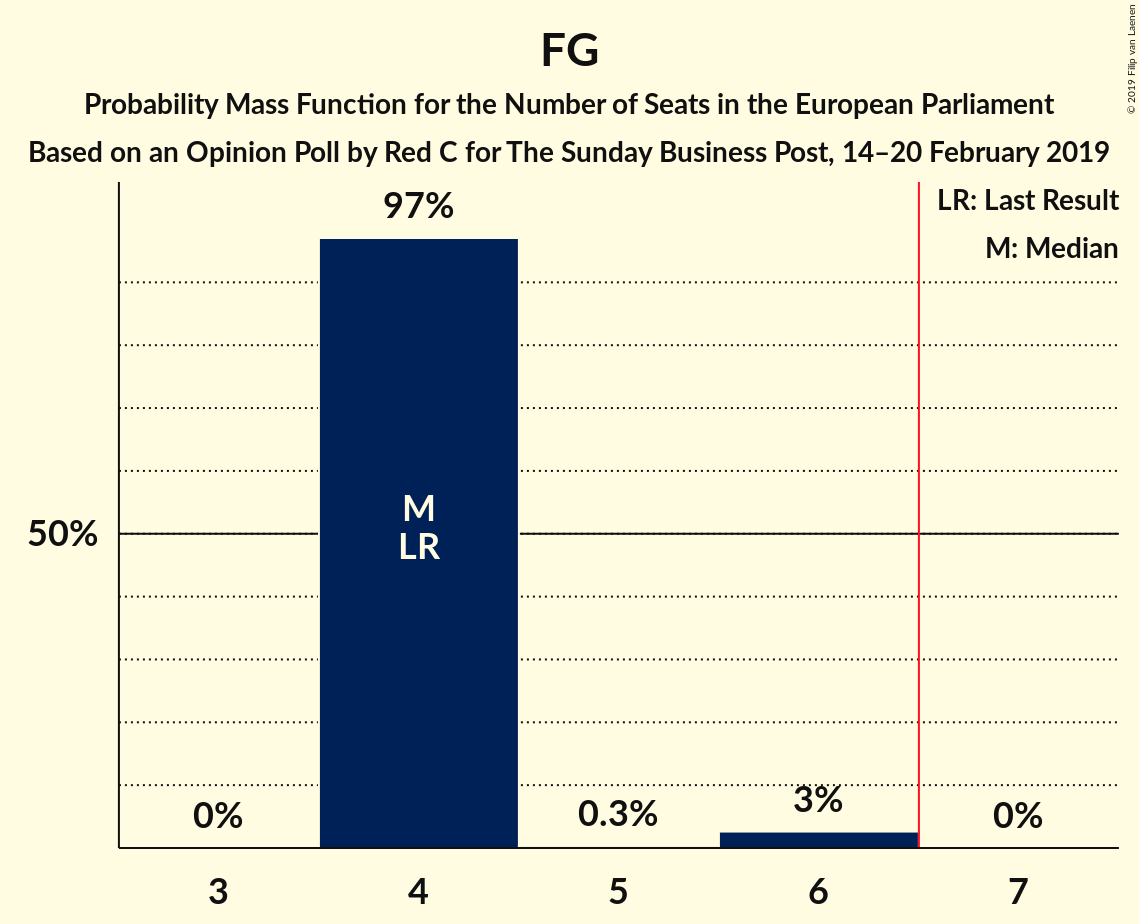 FG
Probability Mass Function for the Number of Seats in the European Parliament
Based on an Opinion Poll by Red C for The Sunday Business Post, 14–20 February 2019
© 2019 Filip van Laenen
LR: Last Result
M: Median
97%
50%
M
LR
0%
0.3%
3%
0%
3
4
5
6
7